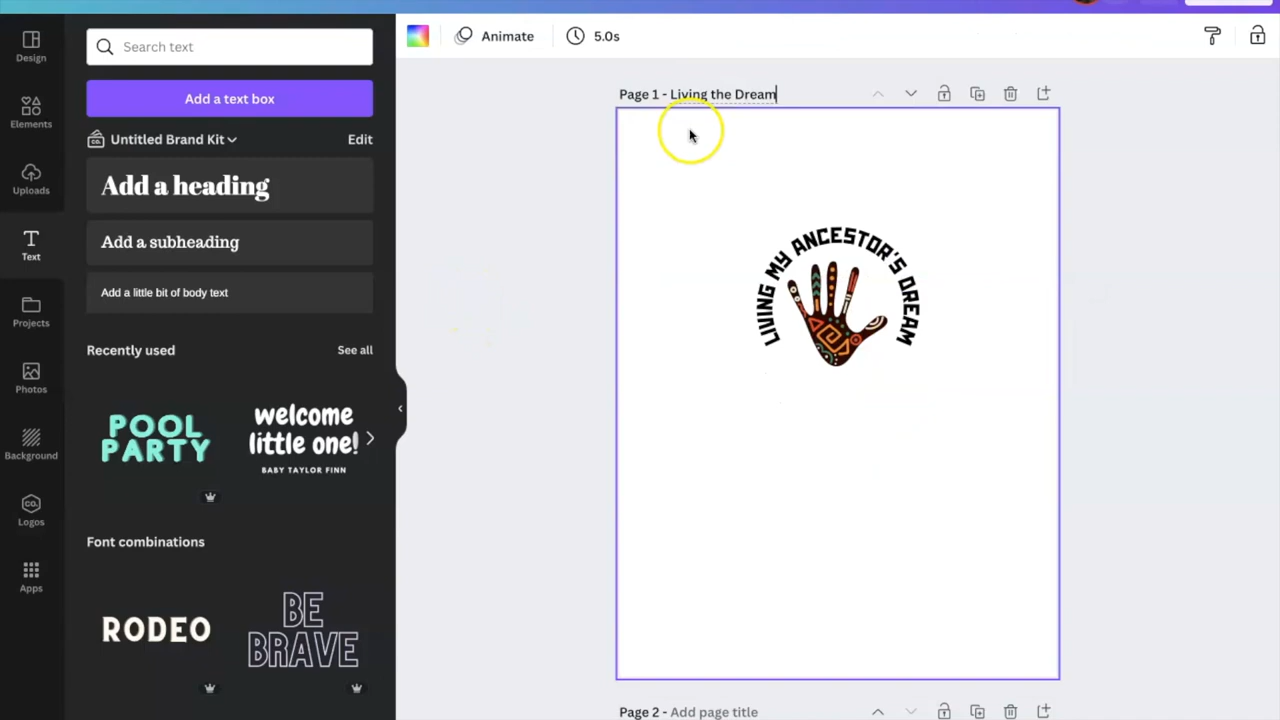 Search text
Add a text box
Untitled Brand Kit
Edit
Add a heading
Add a subheading
Add a little bit of body text
Recently used
See all
POOL
PARTY
welcome
little one!
BABY TAYLOR FINN
Font combinations
RODEO
BE
BRAVE
Design
Elements
Uploads
Text
Projects
Photos
Background
CO.
Logos
Apps
Animate
5.0s
Page 1 - Living the Dream
LIVING MY ANCESTOR'S DREAM
Page 2 - Add page title